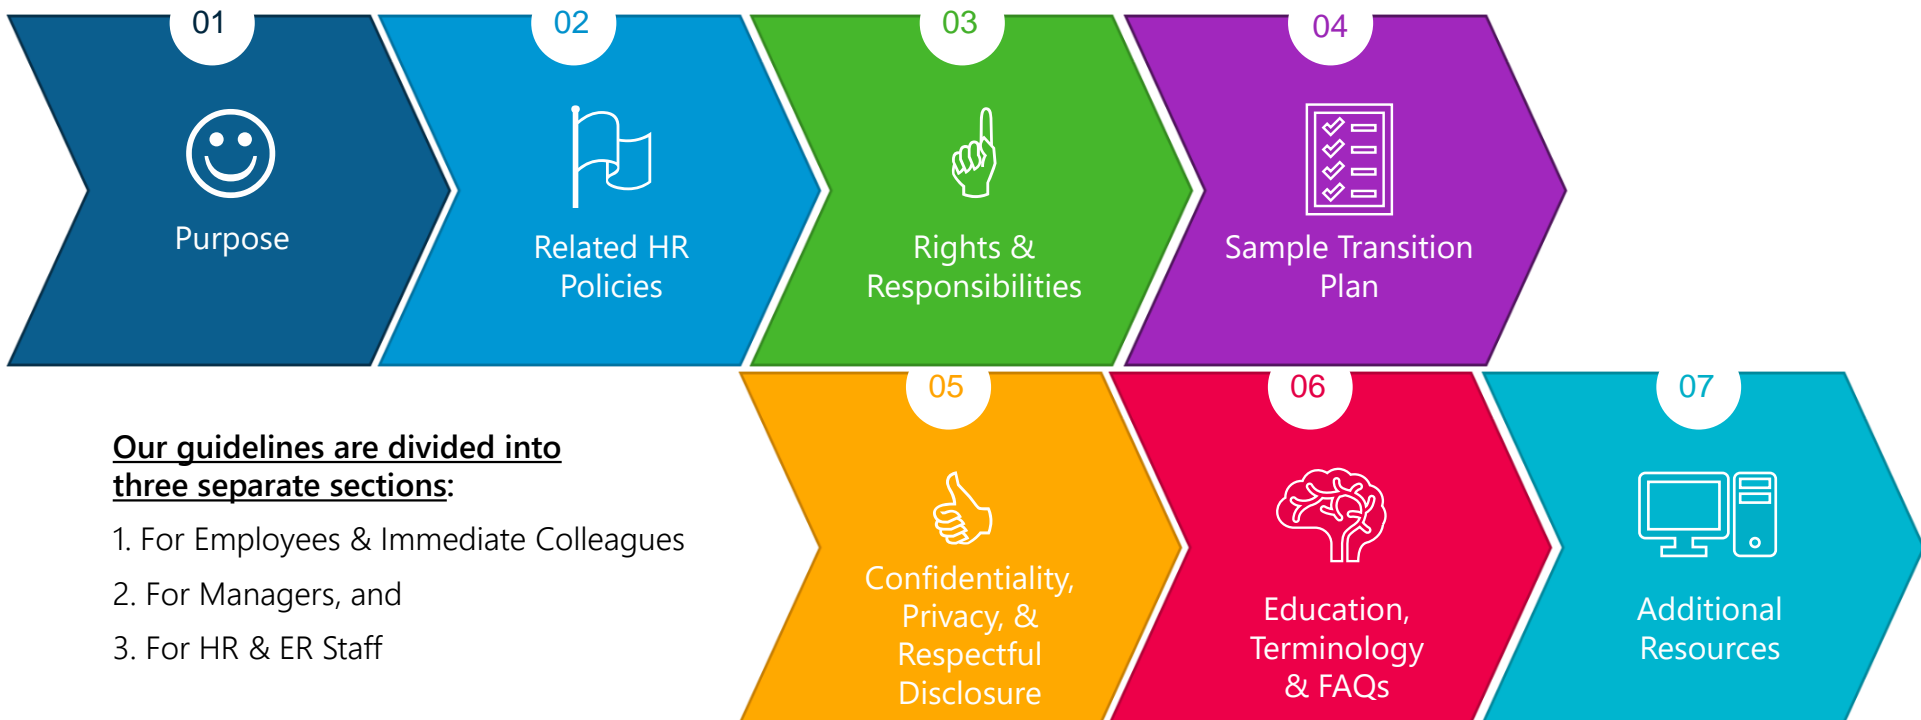 01
Purpose
02
Related HR
Policies
03
Rights &
Responsibilities
04
Sample Transition
Plan
Our guidelines are divided into
three separate sections:
1. For Employees & Immediate Colleagues
2. For Managers, and
3. For HR & ER Staff
05
Confidentiality,
Privacy, &
Respectful
Disclosure
06
Education,
Terminology
& FAQs
07
Additional
Resources